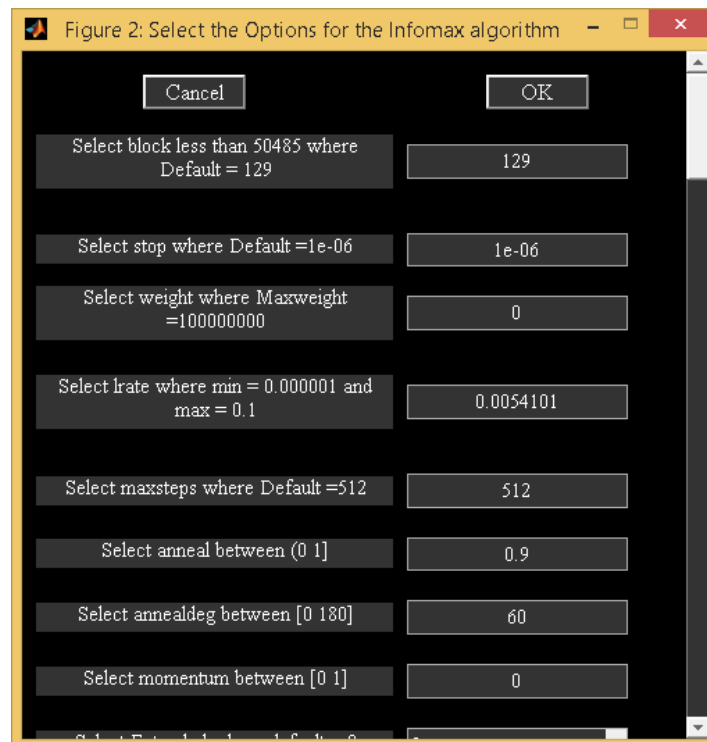 Figure 2: Select the Options for the Infomax algorithm
Cancel
OK
Select block less than 50485 where
Default = 129
129
Select stop where Default =1e-06
1e-06
Select weight where Maxweight
=100000000
0
Select lrate where min = 0.000001 and
max = 0.1
0.0054101
Select maxsteps where Default =512
512
Select anneal between (0 1]
0.9
Select annealdeg between [0 180]
60
Select momentum between [0 1]
0